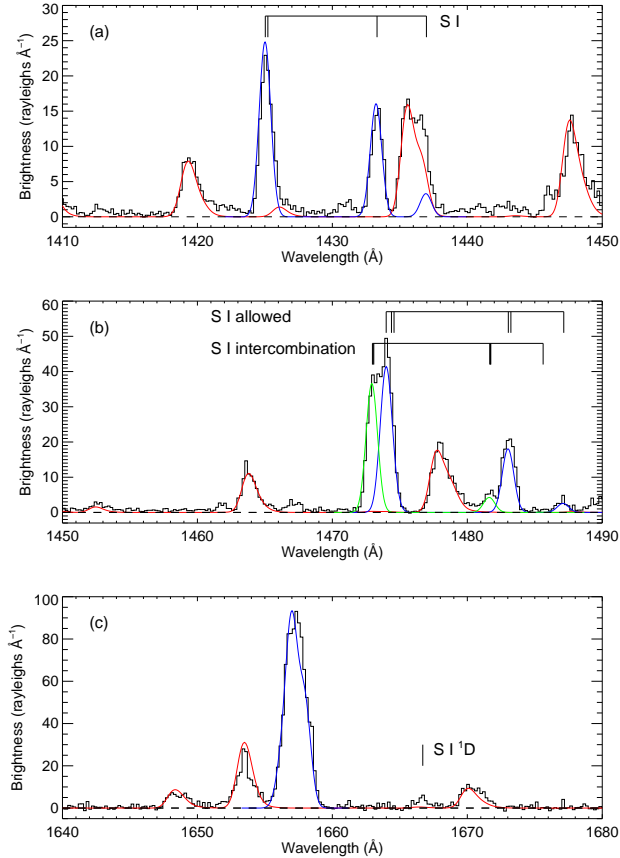 (a)
S I
30
25
20
15
10
5
0
Brightness (rayleighs Å⁻¹)
1410 1420 1430 1440 1450
Wavelength (Å)
(b)
S I allowed
S I intercombination
60
50
40
30
20
10
0
Brightness (rayleighs Å⁻¹)
1450 1460 1470 1480 1490
Wavelength (Å)
(c)
S I ¹D
100
80
60
40
20
0
Brightness (rayleighs Å⁻¹)
1640 1650 1660 1670 1680
Wavelength (Å)